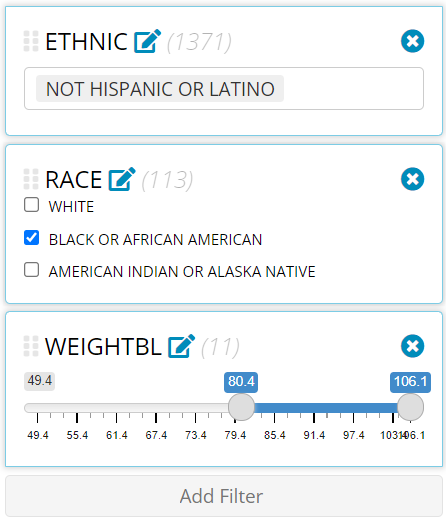 ETHNIC (1371)
NOT HISPANIC OR LATINO
RACE (113)
WHITE
BLACK OR AFRICAN AMERICAN
AMERICAN INDIAN OR ALASKA NATIVE
WEIGHTBL (11)
49.4 80.4 106.1
49.4 55.4 61.4 67.4 73.4 79.4 85.4 91.4 97.4 103.4 106.1
Add Filter